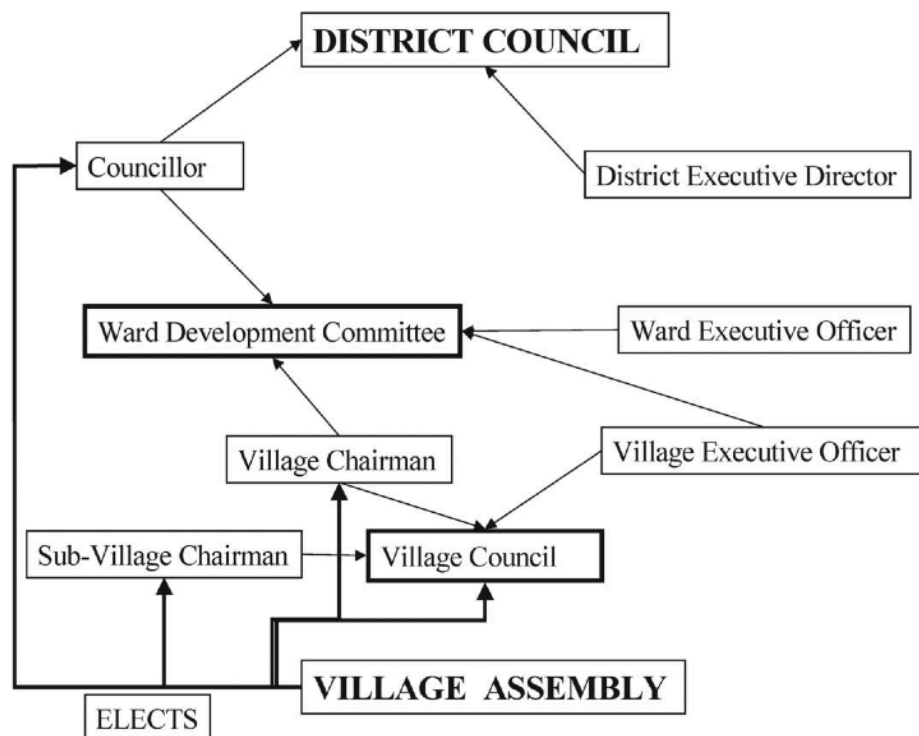 DISTRICT COUNCIL
Councillor
District Executive Director
Ward Development Committee
Ward Executive Officer
Village Chairman
Village Executive Officer
Sub-Village Chairman
Village Council
VILLAGE ASSEMBLY
ELECTS